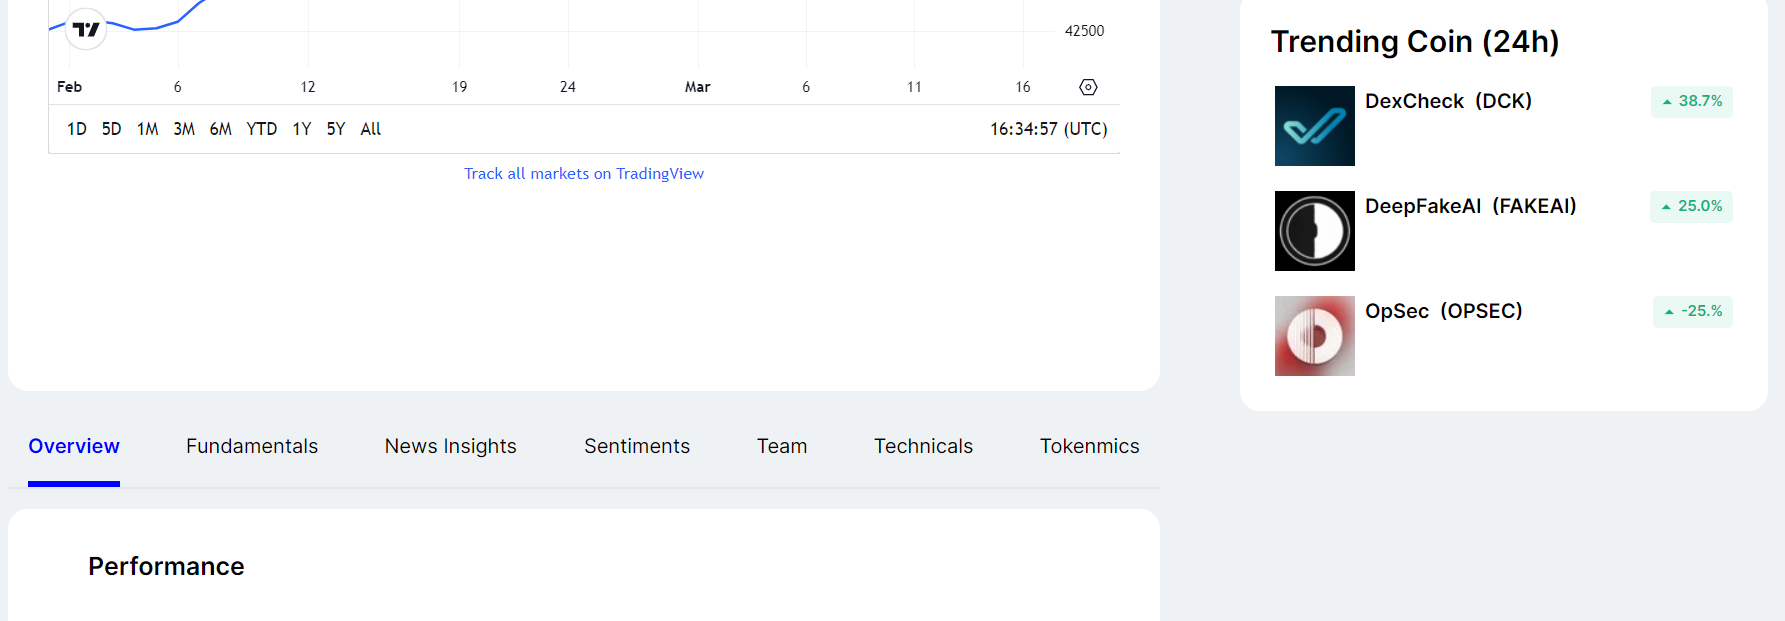 42500
Feb 6 12 19 24 Mar 6 11 16
1D 5D 1M 3M 6M YTD 1Y 5Y All 16:34:57 (UTC)
Track all markets on TradingView
Trending Coin (24h)
DexCheck (DCK) 38.7%
DeepFakeAI (FAKEAI) 25.0%
OpSec (OPSEC) -25.%
Overview Fundamentals News Insights Sentiments Team Technicals Tokenmics
Performance